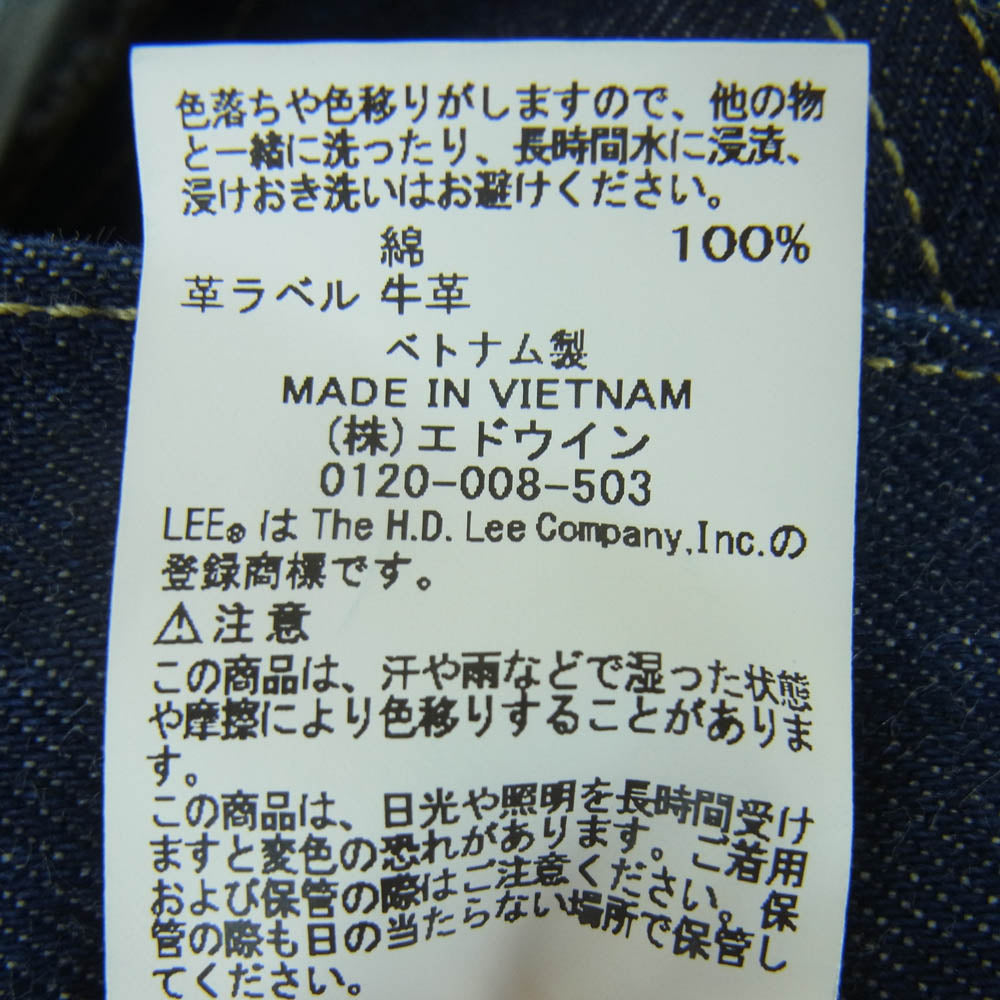 色落ちや色移りがしますので、他の物
と一緒に洗ったり、長時間水に浸漬、
浸けおき洗いはお避けください。
綿 100%
革ラベル 牛革
ベトナム製
MADE IN VIETNAM
(株)エドウイン
0120-008-503
LEE® は The H.D. Lee Company,Inc.の
登録商標です。
⚠注意
この商品は、汗や雨などで湿った状態
や摩擦により色移りすることがありま
す。
この商品は、日光や照明を長時間受け
ますと変色の恐れがあります。ご着用
および保管の際はご注意ください。保
管の際も日の当たらない場所で保管し
てください。